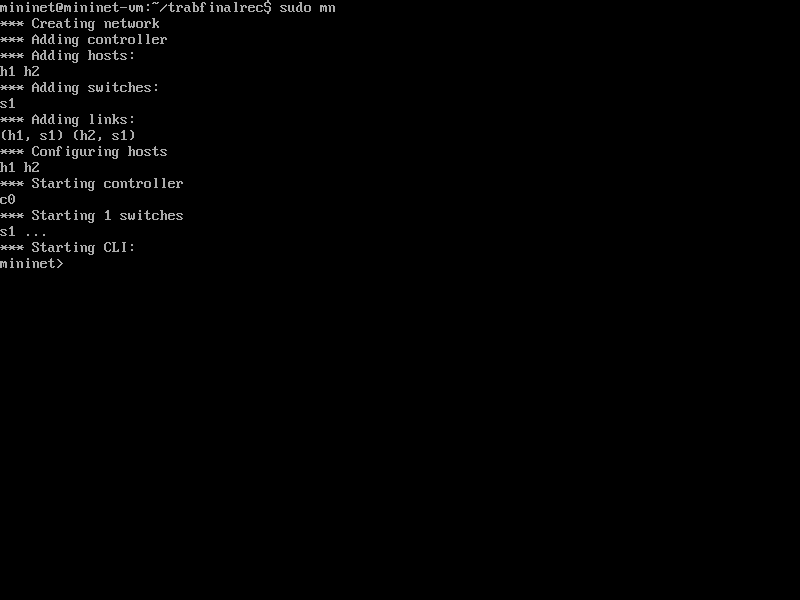 mininet@mininet-vm:~/trabfinalrec$ sudo mn
*** Creating network
*** Adding controller
*** Adding hosts:
h1 h2
*** Adding switches:
s1
*** Adding links:
(h1, s1) (h2, s1)
*** Configuring hosts
h1 h2
*** Starting controller
c0
*** Starting 1 switches
s1 ...
*** Starting CLI:
mininet>